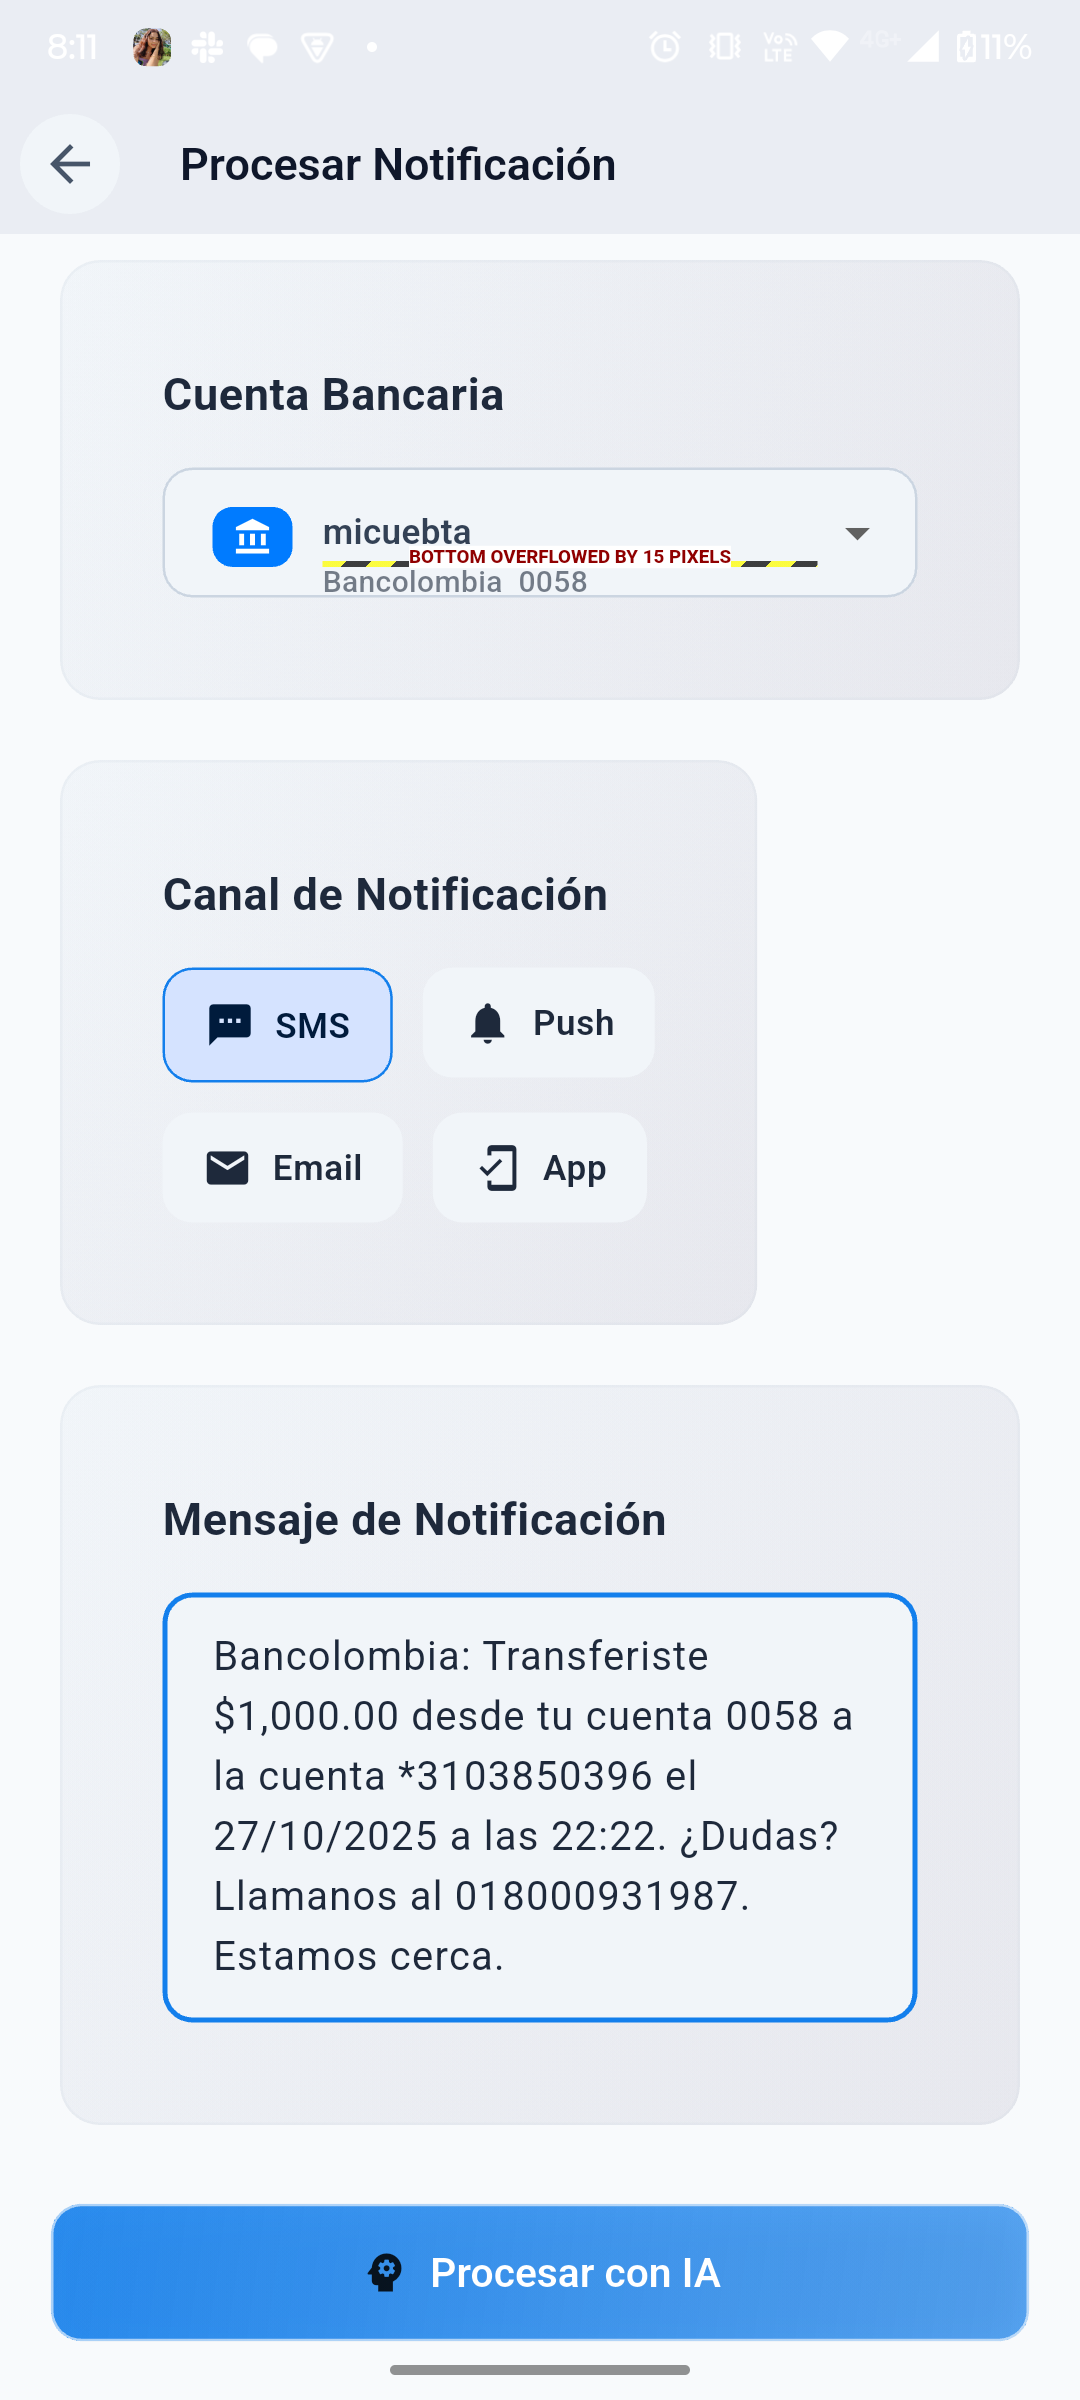 8:11
Vo LTE 4G+ 11%
Procesar Notificación
Cuenta Bancaria
micuebta
BOTTOM OVERFLOWED BY 15 PIXELS
Bancolombia 0058
Canal de Notificación
SMS Push
Email App
Mensaje de Notificación
Bancolombia: Transferiste
$1,000.00 desde tu cuenta 0058 a
la cuenta *3103850396 el
27/10/2025 a las 22:22. ¿Dudas?
Llamanos al 018000931987.
Estamos cerca.
Procesar con IA